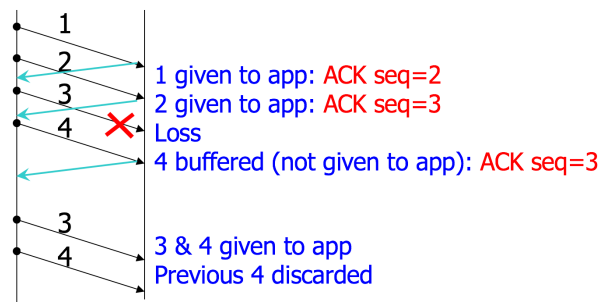 1
2
1 given to app: ACK seq=2
3
2 given to app: ACK seq=3
4
Loss
4 buffered (not given to app): ACK seq=3
3
3 & 4 given to app
4
Previous 4 discarded